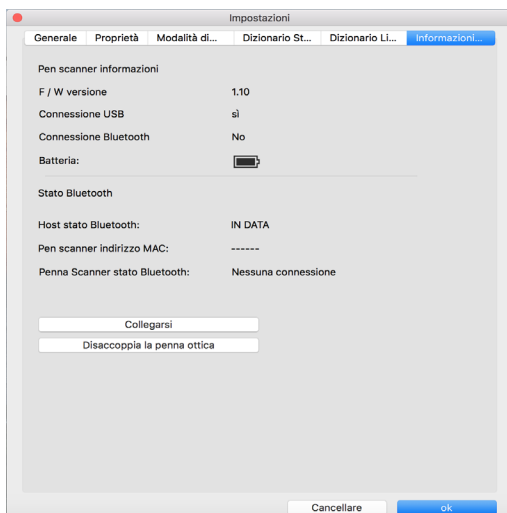 Impostazioni
Generale Proprietà Modalità di... Dizionario St... Dizionario Li... Informazioni...
Pen scanner informazioni
F / W versione 1.10
Connessione USB sì
Connessione Bluetooth No
Batteria:
Stato Bluetooth
Host stato Bluetooth: IN DATA
Pen scanner indirizzo MAC: ------
Penna Scanner stato Bluetooth: Nessuna connessione
Collegarsi
Disaccoppia la penna ottica
Cancellare ok